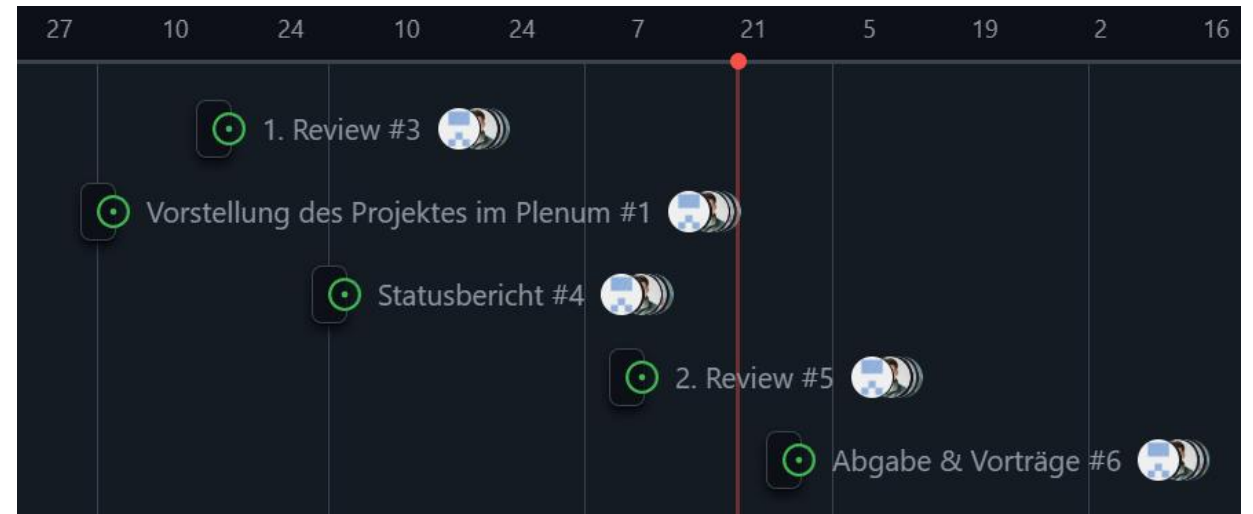 27 10 24 10 24 7 21 5 19 2 16
1. Review #3
Vorstellung des Projektes im Plenum #1
Statusbericht #4
2. Review #5
Abgabe & Vorträge #6